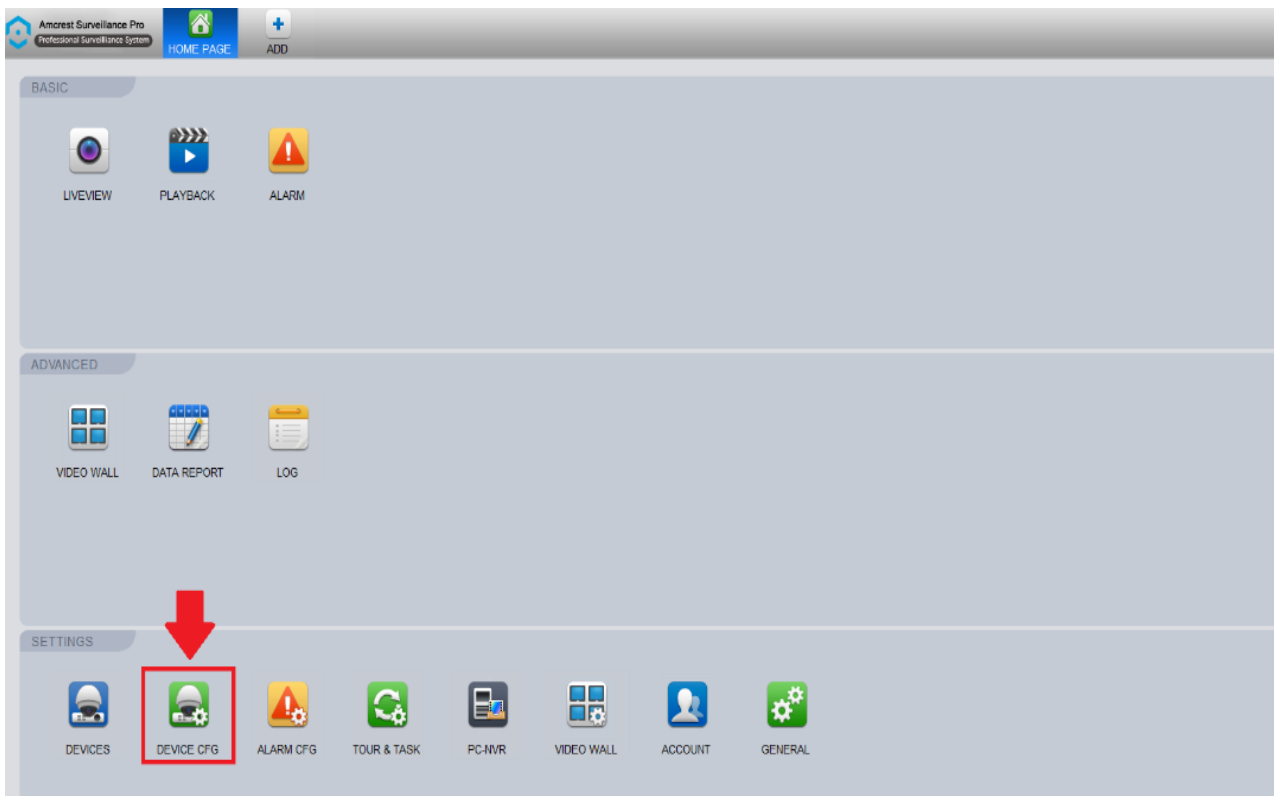 Amcrest Surveillance Pro
Professional Surveillance System
HOME PAGE
ADD
BASIC
LIVEVIEW
PLAYBACK
ALARM
ADVANCED
VIDEO WALL
DATA REPORT
LOG
SETTINGS
DEVICES
DEVICE CFG
ALARM CFG
TOUR & TASK
PC-NVR
VIDEO WALL
ACCOUNT
GENERAL